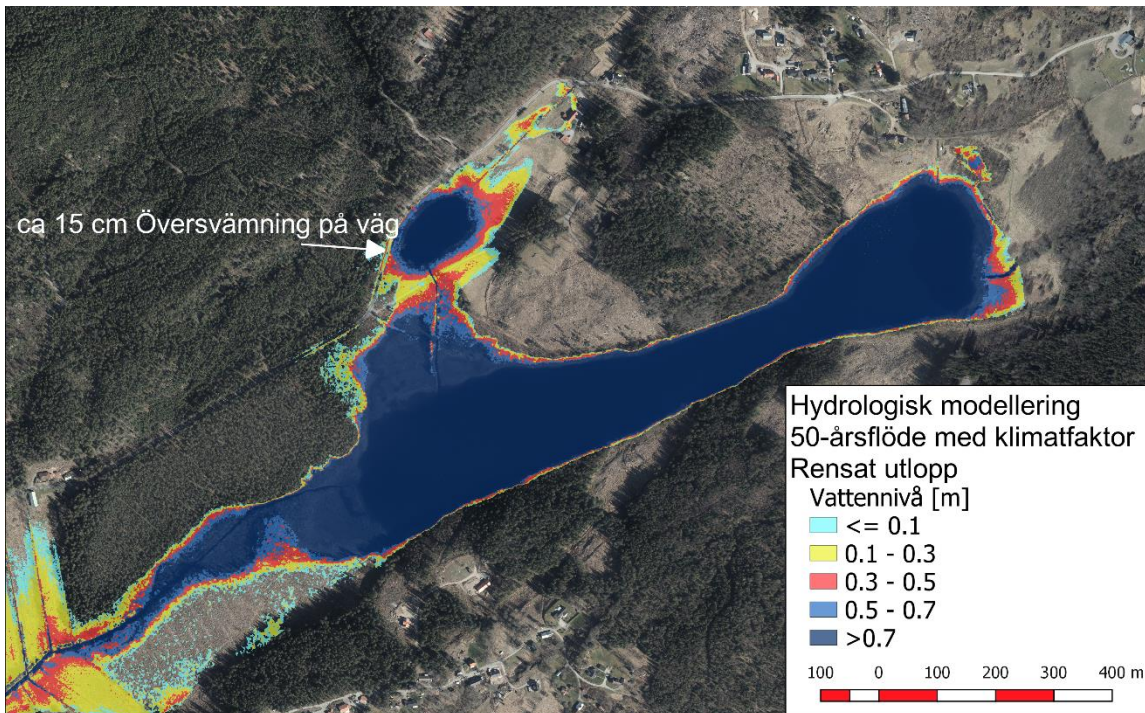 ca 15 cm Översvämning på väg
Hydrologisk modellering
50-årsflöde med klimatfaktor
Rensat utlopp
Vattennivå [m]
<= 0.1
0.1 - 0.3
0.3 - 0.5
0.5 - 0.7
>0.7
100 0 100 200 300 400 m